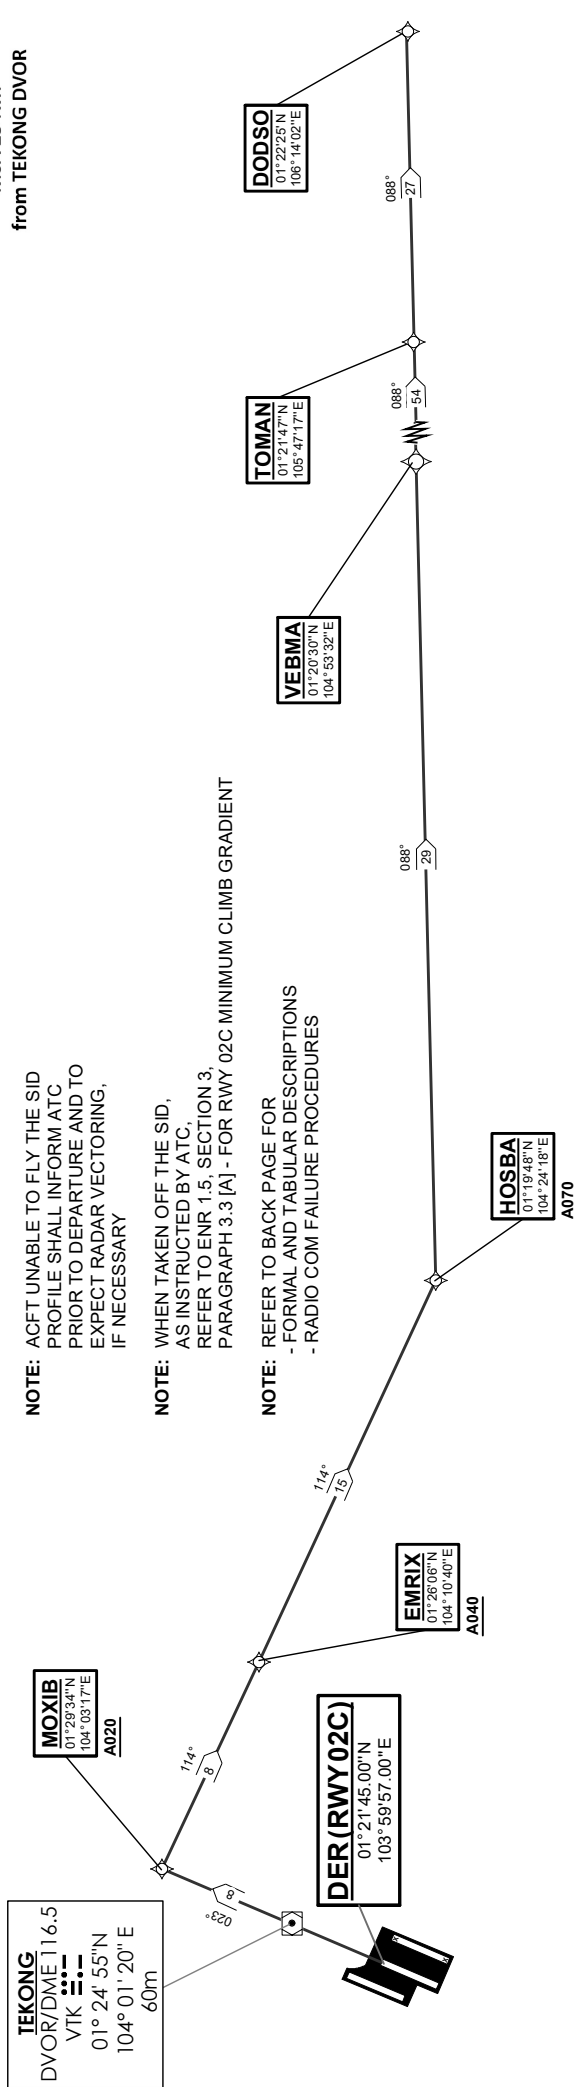 from TEKONG DVOR
NOTE: ACFT UNABLE TO FLY THE SID
PROFILE SHALL INFORM ATC
PRIOR TO DEPARTURE AND TO
EXPECT RADAR VECTORING,
IF NECESSARY
NOTE: WHEN TAKEN OFF THE SID,
AS INSTRUCTED BY ATC,
REFER TO ENR 1.5, SECTION 3,
PARAGRAPH 3.3 [A] - FOR RWY 02C MINIMUM CLIMB GRADIENT
NOTE: REFER TO BACK PAGE FOR
- FORMAL AND TABULAR DESCRIPTIONS
- RADIO COM FAILURE PROCEDURES
TEKONG
DVOR/DME 116.5
VTK
01° 24' 55"N
104° 01' 20" E
60m
MOXIB
01°29'34"N
104°03'17"E
A020
DER(RWY02C)
01°21'45.00"N
103°59'57.00"E
EMRIX
01°26'06"N
104°10'40"E
A040
HOSBA
01°19'48"N
104°24'18"E
A070
VEBMA
01°20'30"N
104°53'32"E
TOMAN
01°21'47"N
105°47'17"E
DODSO
01°22'25'N
106°14'02"E
023°
8
114°
8
114°
15
088°
29
088°
54
088°
27